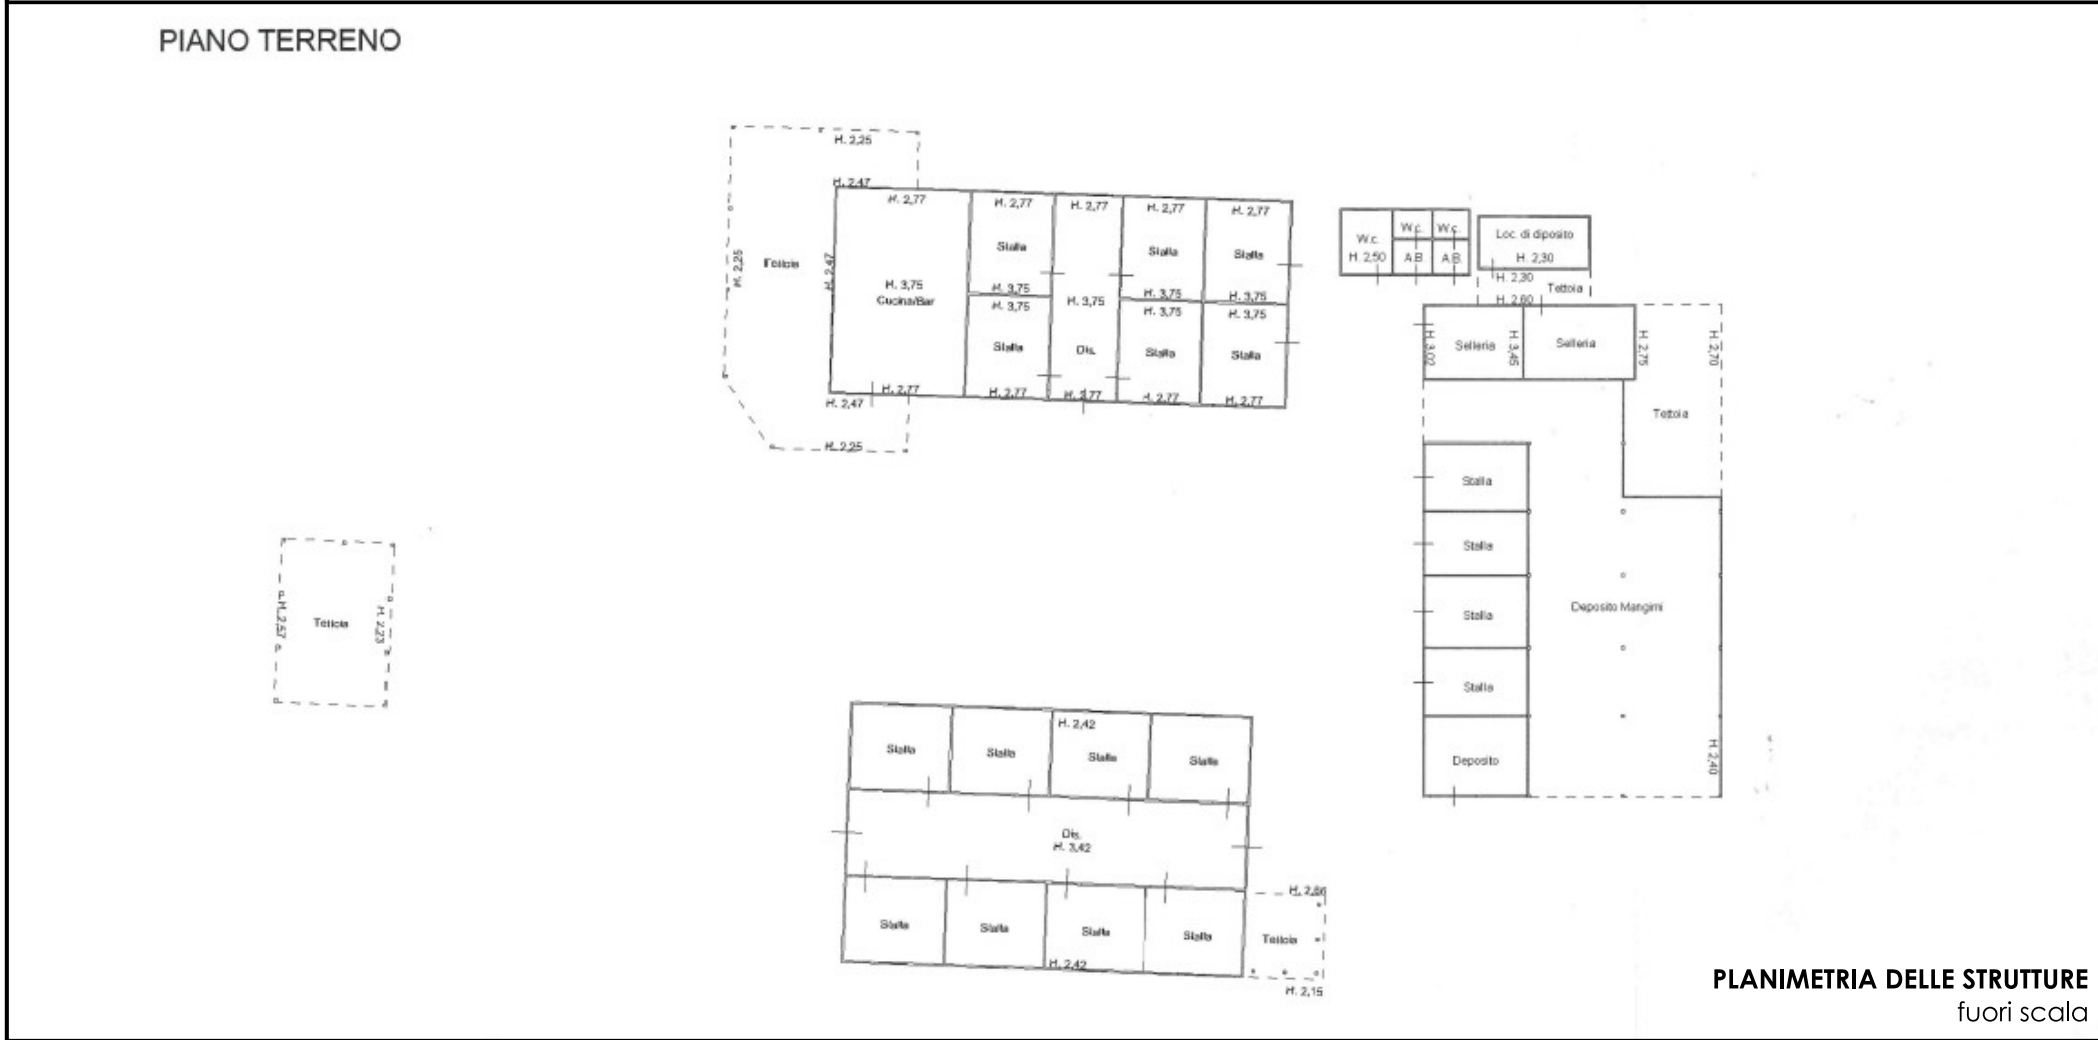 PIANO TERRENO
H. 2,25
H. 2,47
H. 2,77
H. 2,77
H. 2,77
H. 2,77
H. 2,77
Stalla
Stalla
Stalla
Tettoia
H. 2,25
H. 2,47
H. 3,75
Cucina/Bar
H. 3,75
H. 3,75
H. 3,75
H. 3,75
H. 3,75
H. 3,75
H. 3,75
Stalla
Dis.
Stalla
Stalla
H. 2,77
H. 2,77
H. 2,77
H. 2,77
H. 2,77
H. 2,47
H. 2,25
W.c.
H. 2,50
W.c.
W.c.
A.B.
A.B.
Loc. di diposito
H. 2,30
H. 2,30
Tettoia
H. 2,60
H. 3,02
Selleria
H. 3,45
Selleria
H. 2,75
H. 2,70
Tettoia
Stalla
Stalla
Stalla
Stalla
Deposito
Deposito Mangimi
H. 2,40
H. 2,57
Tettoia
H. 2,23
H. 2,42
Stalla
Stalla
Stalla
Stalla
Dis.
H. 3,42
Stalla
Stalla
Stalla
Stalla
H. 2,42
Tettoia
H. 2,15
PLANIMETRIA DELLE STRUTTURE
fuori scala